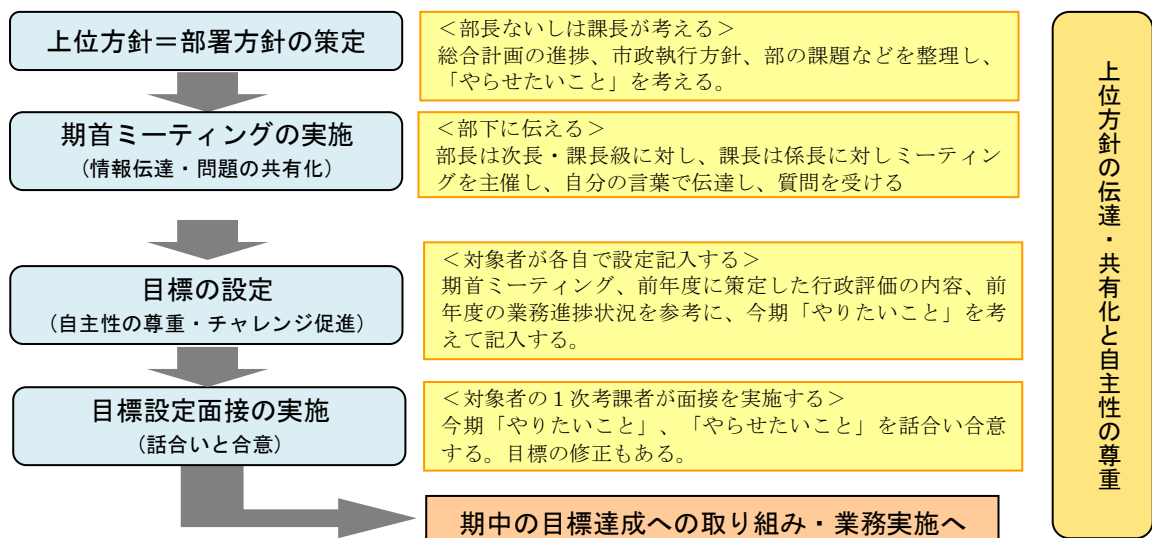 上位方針＝部署方針の策定
＜部長ないしは課長が考える＞
総合計画の進捗、市政執行方針、部の課題などを整理し、
「やらせたいこと」を考える。
期首ミーティングの実施
（情報伝達・問題の共有化）
＜部下に伝える＞
部長は次長・課長級に対し、課長は係長に対しミーティン
グを主催し、自分の言葉で伝達し、質問を受ける
目標の設定
（自主性の尊重・チャレンジ促進）
＜対象者が各自で設定記入する＞
期首ミーティング、前年度に策定した行政評価の内容、前
年度の業務進捗状況を参考に、今期「やりたいこと」を考
えて記入する。
目標設定面接の実施
（話合いと合意）
＜対象者の１次考課者が面接を実施する＞
今期「やりたいこと」、「やらせたいこと」を話合い合意
する。目標の修正もある。
期中の目標達成への取り組み・業務実施へ
上位方針の伝達・共有化と自主性の尊重